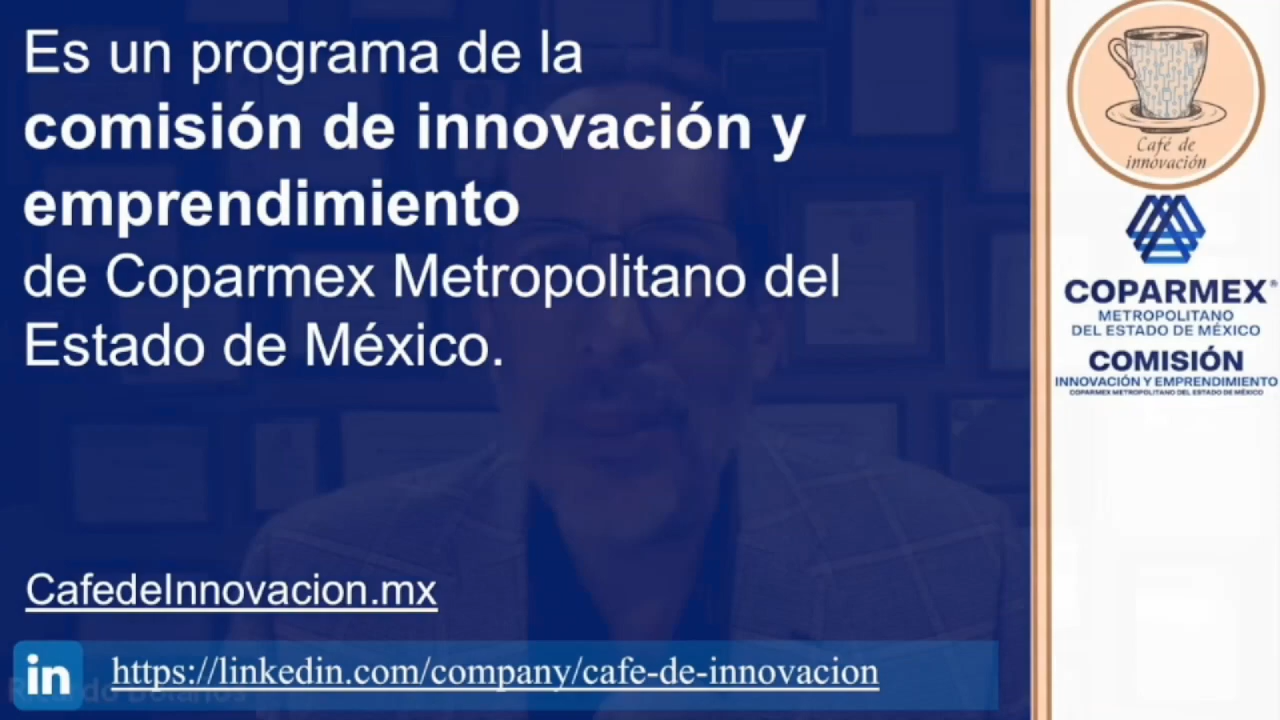 Es un programa de la
comisión de innovación y
emprendimiento
de Coparmex Metropolitano del
Estado de México.
CafedeInnovacion.mx
in
https://linkedin.com/company/cafe-de-innovacion
Café de
innovación
COPARMEX®
METROPOLITANO
DEL ESTADO DE MÉXICO
COMISIÓN
INNOVACIÓN Y EMPRENDIMIENTO
COPARMEX METROPOLITANO DEL ESTADO DE MÉXICO